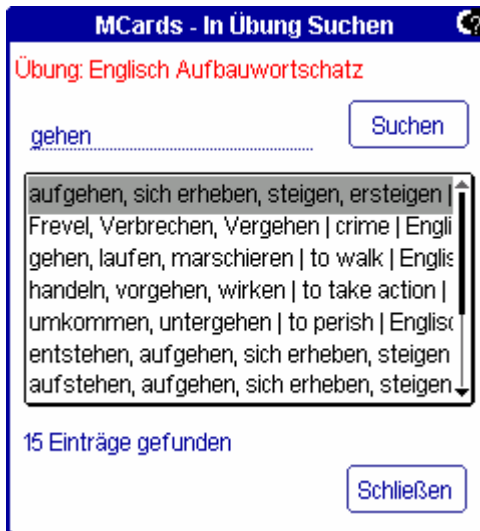 MCards - In Übung Suchen
Übung: Englisch Aufbauwortschatz
gehen Suchen
aufgehen, sich erheben, steigen, ersteigen |
Frevel, Verbrechen, Vergehen | crime | Engli
gehen, laufen, marschieren | to walk | Englis
handeln, vorgehen, wirken | to take action |
umkommen, untergehen | to perish | Englisc
entstehen, aufgehen, sich erheben, steigen
aufstehen, aufgehen, sich erheben, steigen,
15 Einträge gefunden
Schließen